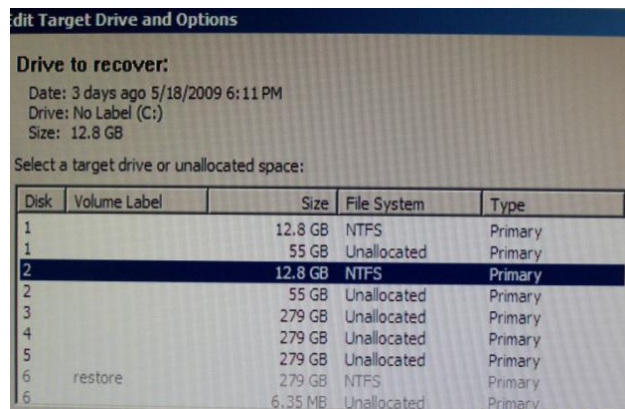 Edit Target Drive and Options
Drive to recover:
Date: 3 days ago 5/18/2009 6:11 PM
Drive: No Label (C:)
Size: 12.8 GB
Select a target drive or unallocated space:
Disk Volume Label Size File System Type
1 12.8 GB NTFS Primary
1 55 GB Unallocated Primary
2 12.8 GB NTFS Primary
2 55 GB Unallocated Primary
3 279 GB Unallocated Primary
4 279 GB Unallocated Primary
5 279 GB Unallocated Primary
6 restore 279 GB NTFS Primary
6 6.35 MB Unallocated Primary